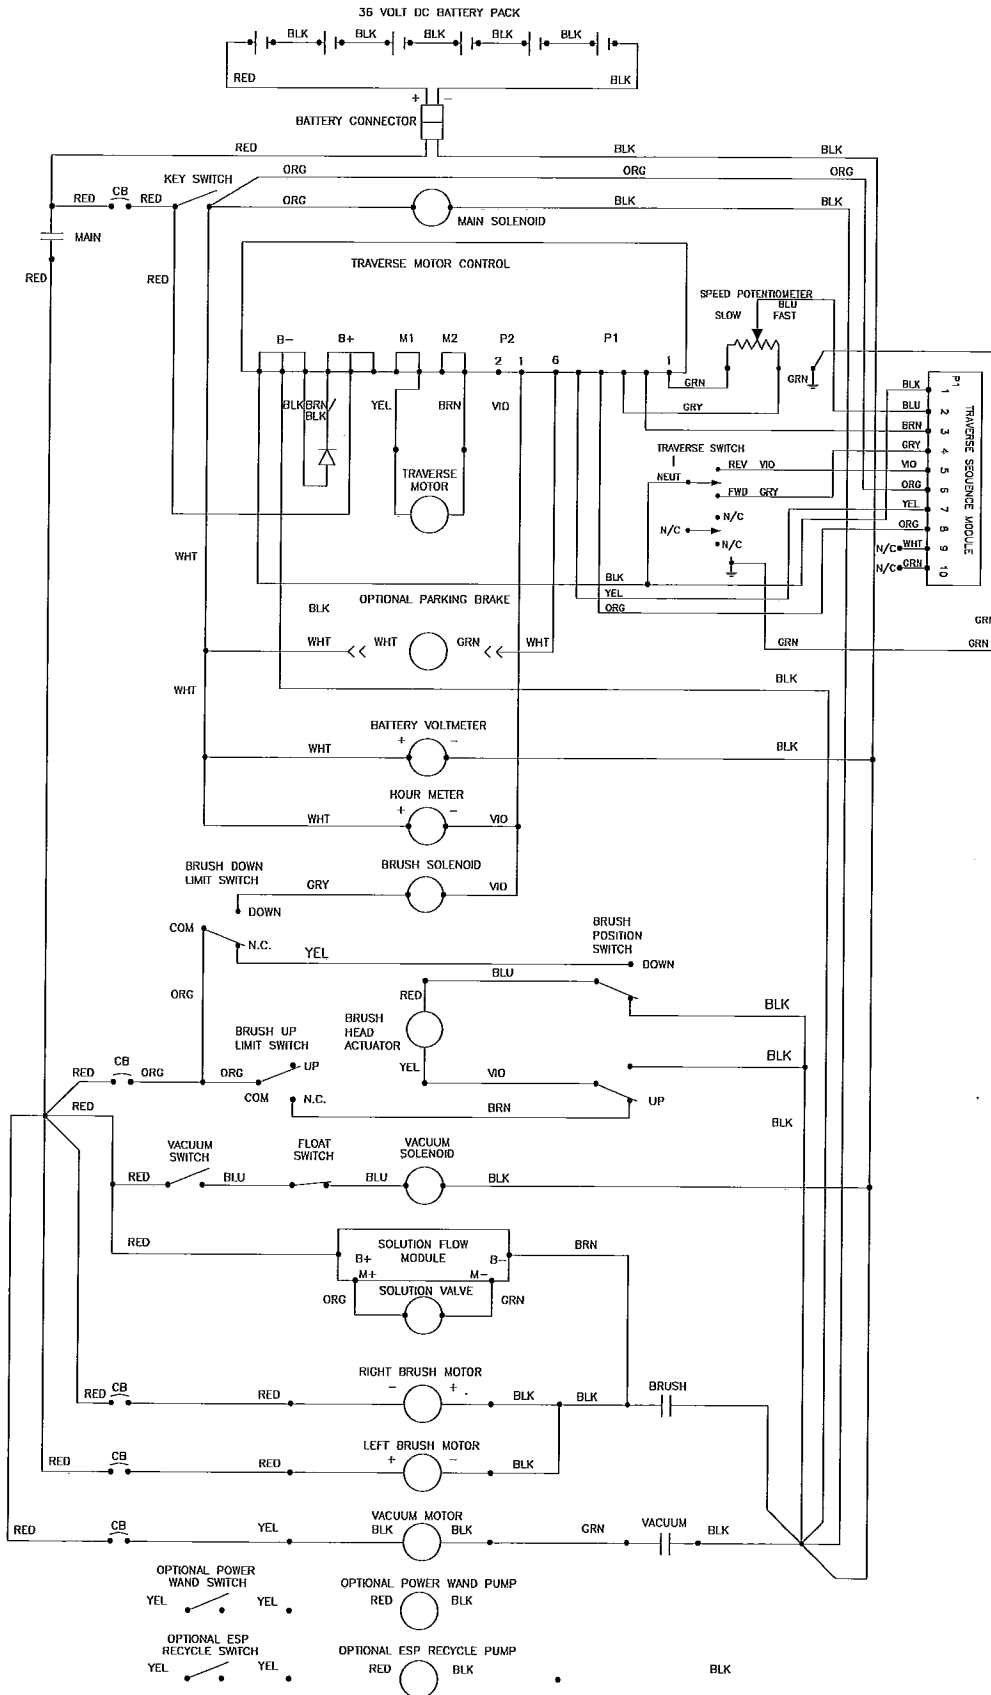 36 VOLT DC BATTERY PACK
BLK BLK BLK BLK BLK
RED BLK
+ −
BATTERY CONNECTOR
RED BLK BLK
KEY SWITCH ORG ORG ORG
RED CB RED ORG BLK BLK
MAIN SOLENOID
MAIN
RED RED
TRAVERSE MOTOR CONTROL
SPEED POTENTIOMETER
BLU
SLOW FAST
B− B+ M1 M2 P2 P1
2 1 6 1
GRN GRN
BLK BRN BLK YEL BRN VIO GRY
P1
TRAVERSE SEQUENCE MODULE
BLK 1
BLU 2
BRN 3
GRY 4
VIO 5
ORG 6
YEL 7
ORG 8
N/C WHT 9
N/C GRN 10
TRAVERSE SWITCH
REV VIO
NEUT
FWD GRY
N/C
N/C
N/C
TRAVERSE
MOTOR
WHT
BLK
YEL
ORG
OPTIONAL PARKING BRAKE
BLK
GRN
WHT WHT GRN WHT GRN GRN
WHT BLK
BATTERY VOLTMETER
+ −
WHT BLK
HOUR METER
+ −
WHT VIO
BRUSH DOWN
LIMIT SWITCH
BRUSH SOLENOID
GRY VIO
DOWN
COM
N.C.
YEL
BRUSH
POSITION
SWITCH
DOWN
BLU
ORG
RED
BLK
BRUSH UP
LIMIT SWITCH
BRUSH
HEAD
ACTUATOR
BLK
RED CB ORG ORG UP
YEL VIO
COM N.C.
BRN UP
RED
BLK
VACUUM
SWITCH
FLOAT
SWITCH
VACUUM
SOLENOID
RED BLU BLU BLK
RED
SOLUTION FLOW
MODULE
BRN
B+ B−
M+ M−
SOLUTION VALVE
ORG GRN
RIGHT BRUSH MOTOR
− +
RED CB RED BLK BLK BRUSH
LEFT BRUSH MOTOR
+ −
RED CB RED BLK
VACUUM MOTOR
RED CB YEL BLK BLK GRN VACUUM BLK
OPTIONAL POWER
WAND SWITCH
OPTIONAL POWER WAND PUMP
YEL YEL RED BLK
OPTIONAL ESP
RECYCLE SWITCH
OPTIONAL ESP RECYCLE PUMP
YEL YEL RED BLK BLK